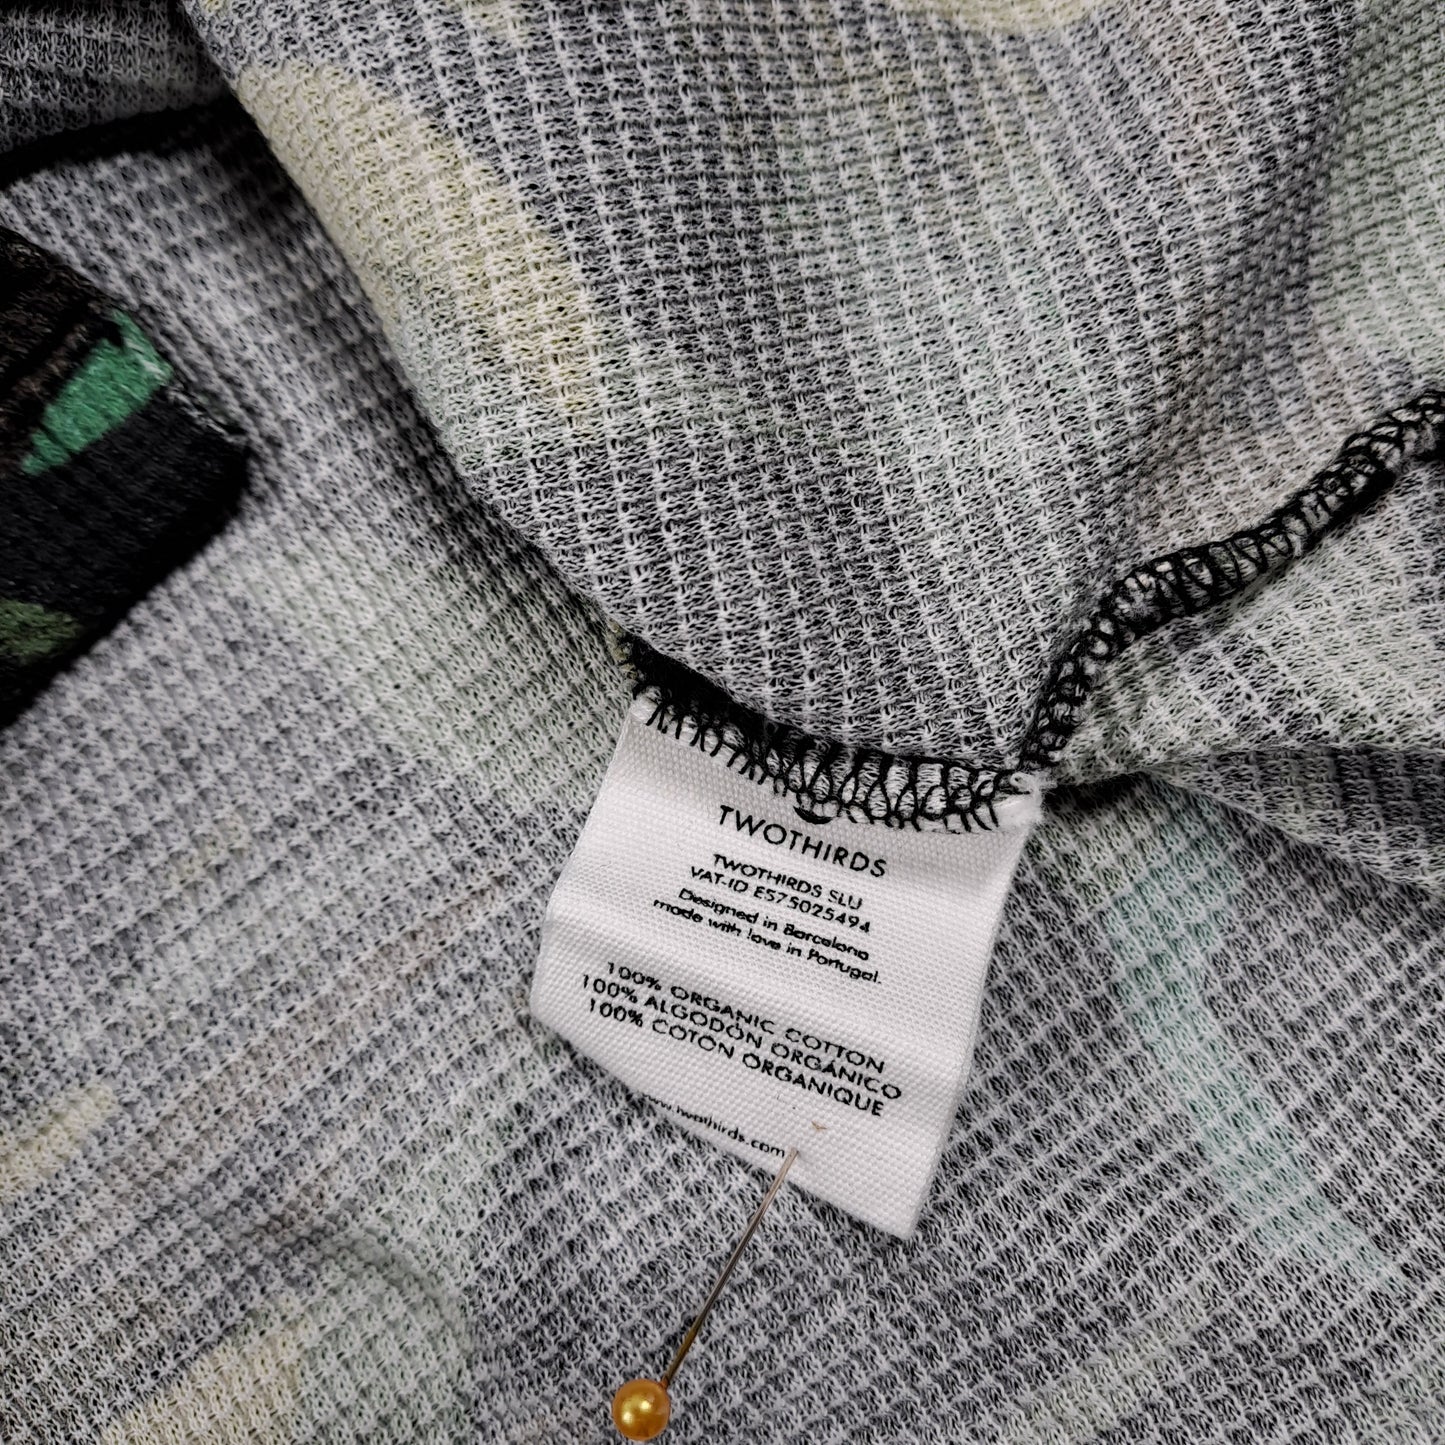 TWOTHIRDS
TWOTHIRDS SLU
VAT-ID ES75025494
Designed in Barcelona
made with love in Portugal.
100% ORGANIC COTTON
100% ALGODÓN ORGÁNICO
100% COTON ORGANIQUE
www.twothirds.com